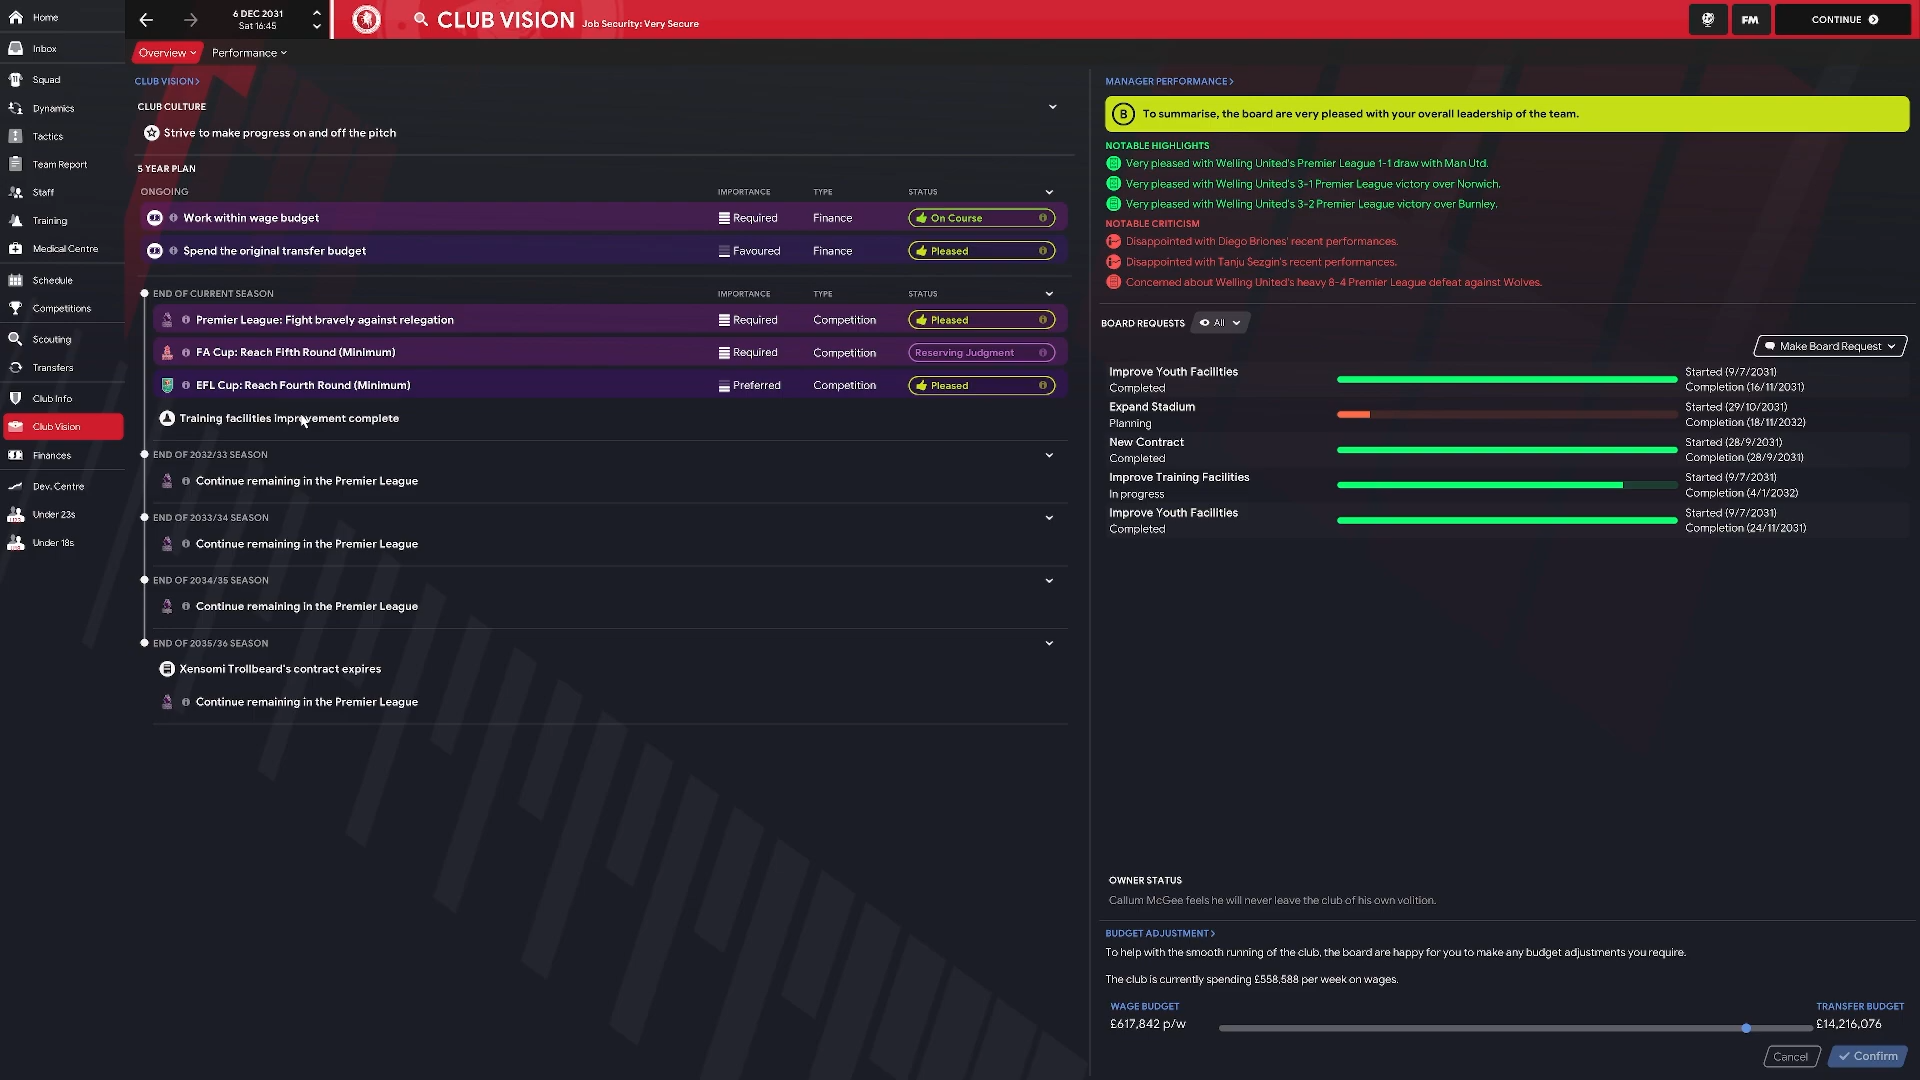 Home
Inbox
Squad
Dynamics
Tactics
Team Report
Staff
Training
Medical Centre
Schedule
Competitions
Scouting
Transfers
Club Info
Club Vision
Finances
Dev. Centre
Under 23s
Under 18s
6 DEC 2031
Sat 16:45
CLUB VISION Job Security: Very Secure
FM
CONTINUE
Overview
Performance
CLUB VISION
CLUB CULTURE
Strive to make progress on and off the pitch
5 YEAR PLAN
ONGOING IMPORTANCE TYPE STATUS
Work within wage budget Required Finance On Course
Spend the original transfer budget Favoured Finance Pleased
END OF CURRENT SEASON IMPORTANCE TYPE STATUS
Premier League: Fight bravely against relegation Required Competition Pleased
FA Cup: Reach Fifth Round (Minimum) Required Competition Reserving Judgment
EFL Cup: Reach Fourth Round (Minimum) Preferred Competition Pleased
Training facilities improvement complete
END OF 2032/33 SEASON
Continue remaining in the Premier League
END OF 2033/34 SEASON
Continue remaining in the Premier League
END OF 2034/35 SEASON
Continue remaining in the Premier League
END OF 2035/36 SEASON
Xensomi Trollbeard's contract expires
Continue remaining in the Premier League
MANAGER PERFORMANCE
B To summarise, the board are very pleased with your overall leadership of the team.
NOTABLE HIGHLIGHTS
Very pleased with Welling United's Premier League 1-1 draw with Man Utd.
Very pleased with Welling United's 3-1 Premier League victory over Norwich.
Very pleased with Welling United's 3-2 Premier League victory over Burnley.
NOTABLE CRITICISM
Disappointed with Diego Briones' recent performances.
Disappointed with Tanju Sezgin's recent performances.
Concerned about Welling United's heavy 8-4 Premier League defeat against Wolves.
BOARD REQUESTS All
Make Board Request
Improve Youth Facilities Started (9/7/2031)
Completed Completion (16/11/2031)
Expand Stadium Started (29/10/2031)
Planning Completion (18/11/2032)
New Contract Started (28/9/2031)
Completed Completion (28/9/2031)
Improve Training Facilities Started (9/7/2031)
In progress Completion (4/1/2032)
Improve Youth Facilities Started (9/7/2031)
Completed Completion (24/11/2031)
OWNER STATUS
Callum McGee feels he will never leave the club of his own volition.
BUDGET ADJUSTMENT
To help with the smooth running of the club, the board are happy for you to make any budget adjustments you require.
The club is currently spending £558,588 per week on wages.
WAGE BUDGET TRANSFER BUDGET
£617,842 p/w £14,216,076
Cancel Confirm